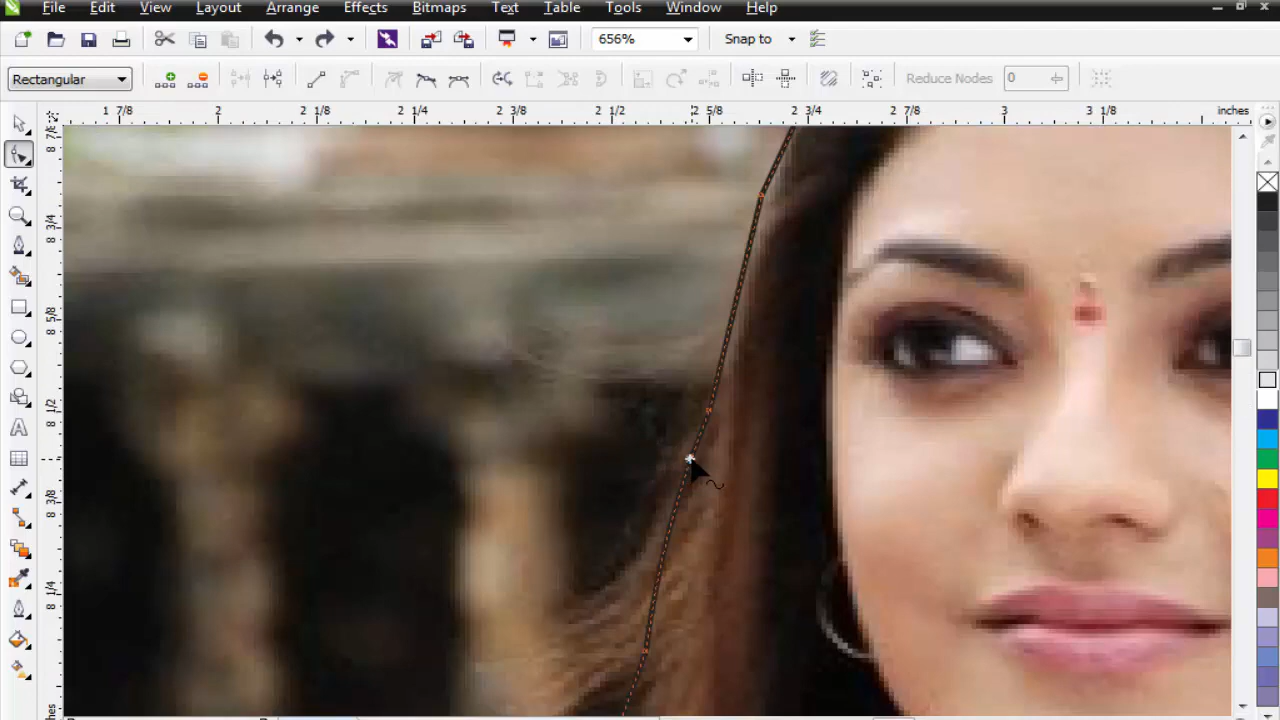 File Edit View Layout Arrange Effects Bitmaps Text Table Tools Window Help
656% Snap to
Rectangular Reduce Nodes 0
1 7/8 2 2 1/8 2 1/4 2 3/8 2 1/2 2 5/8 2 3/4 2 7/8 3 3 1/8 inches
8 7/8
8 3/4
8 5/8
8 1/2
8 3/8
8 1/4